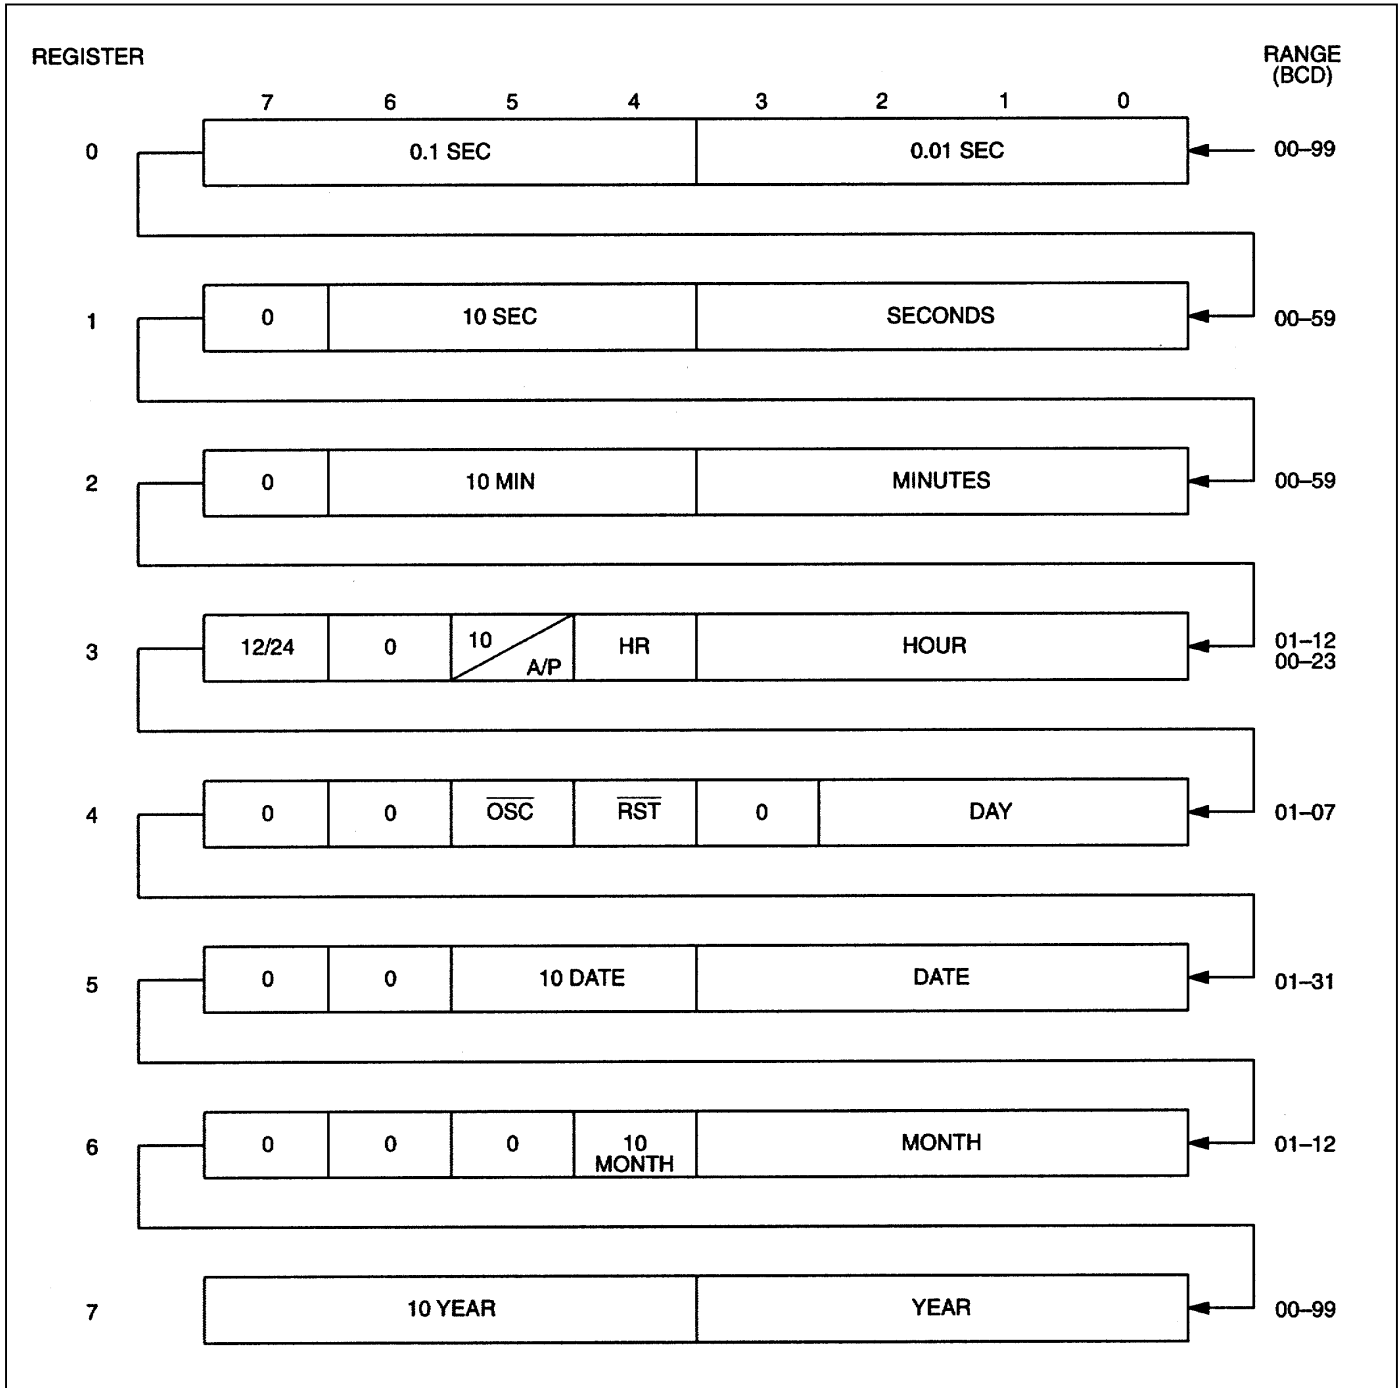 REGISTER
RANGE
(BCD)
7 6 5 4 3 2 1 0
0 0.1 SEC 0.01 SEC 00–99
1 0 10 SEC SECONDS 00–59
2 0 10 MIN MINUTES 00–59
3 12/24 0 10 A/P HR HOUR 01–12
00–23
4 0 0 O̅S̅C̅ R̅S̅T̅ 0 DAY 01–07
5 0 0 10 DATE DATE 01–31
6 0 0 0 10 MONTH MONTH 01–12
7 10 YEAR YEAR 00–99